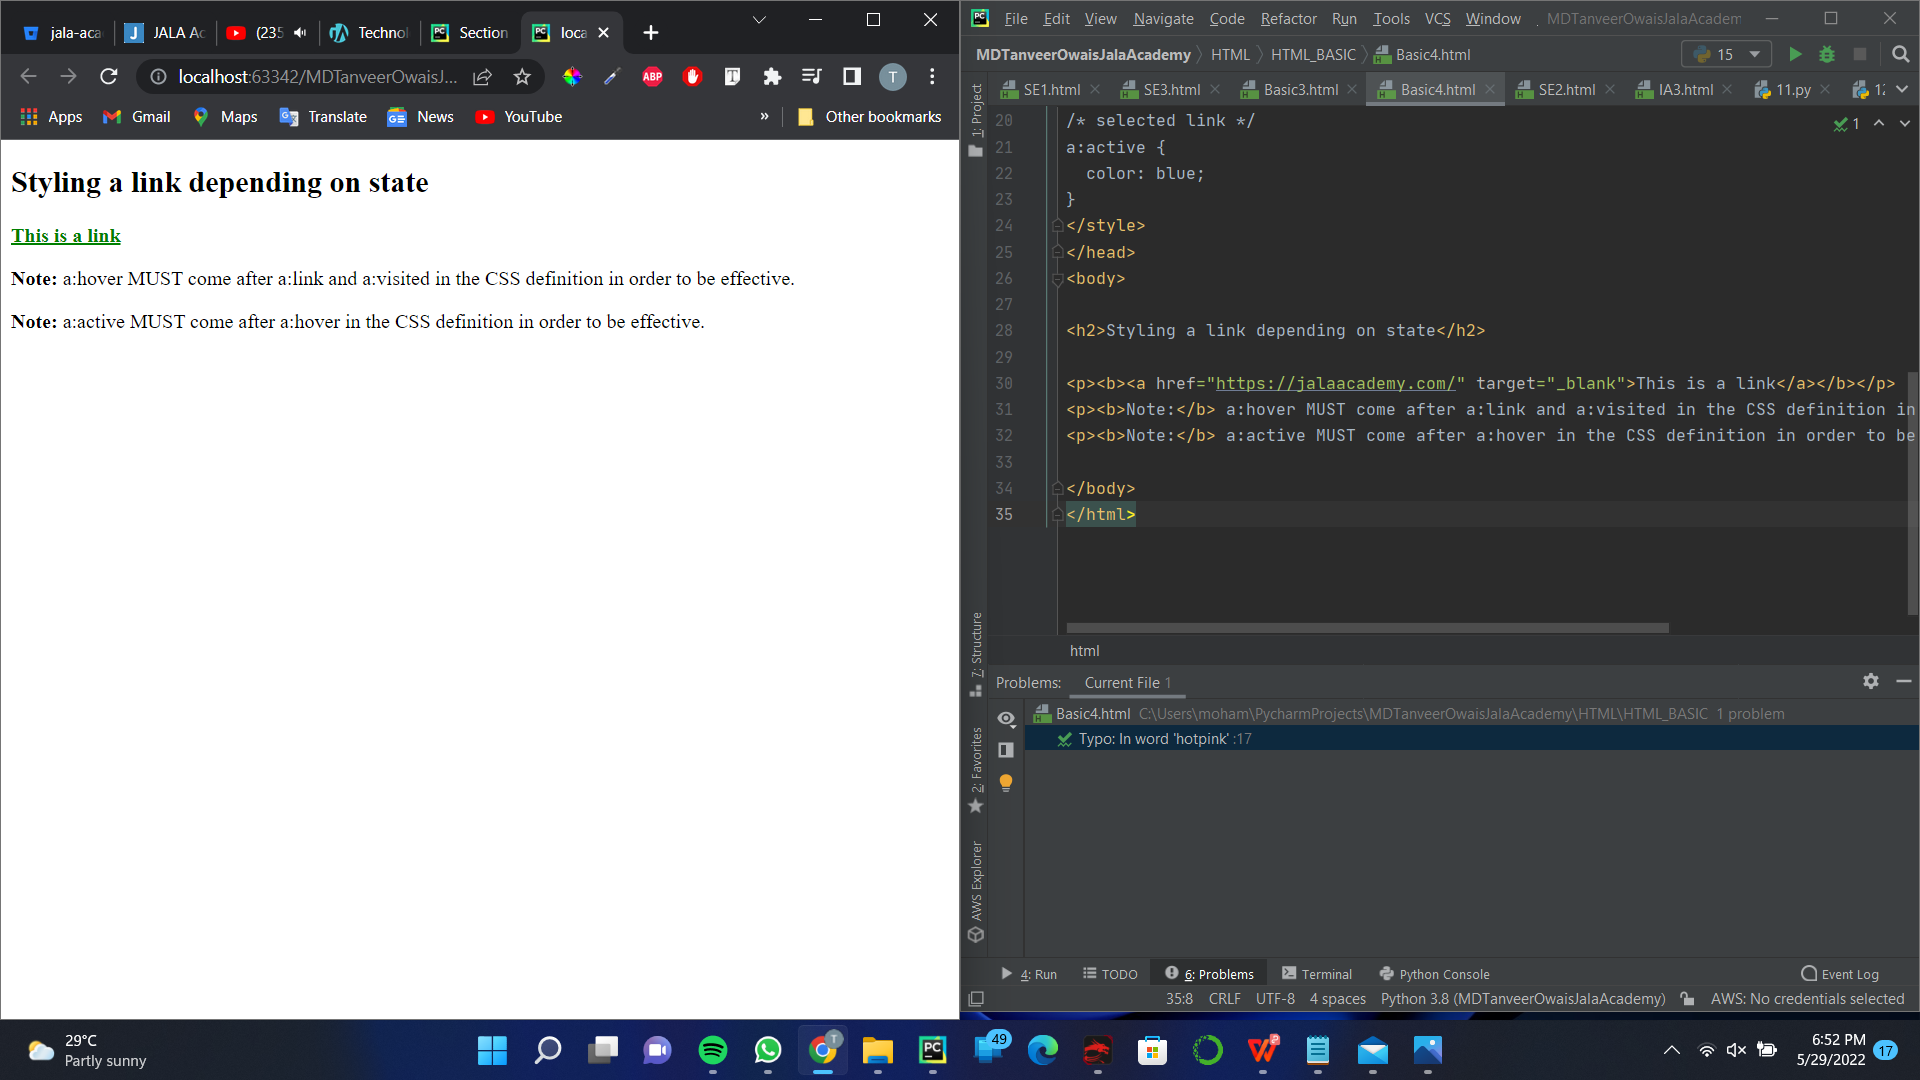 jala-aca
JALA Ac
(235
Technol
Section
loca
localhost:63342/MDTanveerOwaisJ...
Apps
Gmail
Maps
Translate
News
YouTube
»
Other bookmarks
Styling a link depending on state
This is a link
Note: a:hover MUST come after a:link and a:visited in the CSS definition in order to be effective.
Note: a:active MUST come after a:hover in the CSS definition in order to be effective.
File Edit View Navigate Code Refactor Run Tools VCS Window MDTanveerOwaisJalaAcadem
MDTanveerOwaisJalaAcademy HTML HTML_BASIC Basic4.html 15
SE1.html SE3.html Basic3.html Basic4.html SE2.html IA3.html 11.py
1: Project
1
20 /* selected link */
21 a:active {
22 color: blue;
23 }
24 </style>
25 </head>
26 <body>
27
28 <h2>Styling a link depending on state</h2>
29
30 <p><b><a href="https://jalaacademy.com/" target="_blank">This is a link</a></b></p>
31 <p><b>Note:</b> a:hover MUST come after a:link and a:visited in the CSS definition in
32 <p><b>Note:</b> a:active MUST come after a:hover in the CSS definition in order to be
33
34 </body>
35 </html>
html
7: Structure
2: Favorites
AWS Explorer
Problems: Current File 1
Basic4.html C:\Users\moham\PycharmProjects\MDTanveerOwaisJalaAcademy\HTML\HTML_BASIC 1 problem
Typo: In word 'hotpink' :17
4: Run TODO 6: Problems Terminal Python Console Event Log
35:8 CRLF UTF-8 4 spaces Python 3.8 (MDTanveerOwaisJalaAcademy) AWS: No credentials selected
29°C
Partly sunny
49
6:52 PM
5/29/2022
17